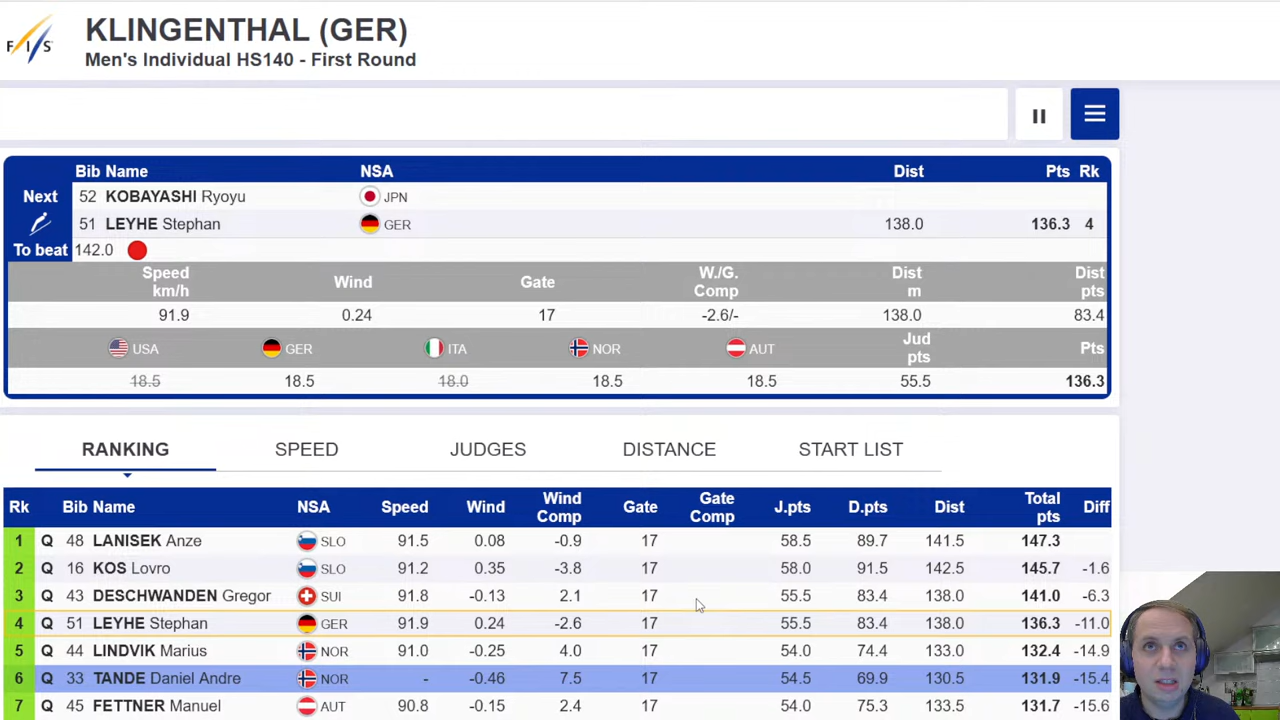 FIS
KLINGENTHAL (GER)
Men's Individual HS140 - First Round
Bib Name NSA Dist Pts Rk
Next 52 KOBAYASHI Ryoyu JPN
51 LEYHE Stephan GER 138.0 136.3 4
To beat 142.0
Speed km/h Wind Gate W./G. Comp Dist m Dist pts
91.9 0.24 17 -2.6/- 138.0 83.4
USA GER ITA NOR AUT Jud pts Pts
18.5 18.5 18.0 18.5 18.5 55.5 136.3
RANKING SPEED JUDGES DISTANCE START LIST
Rk Bib Name NSA Speed Wind Wind Comp Gate Gate Comp J.pts D.pts Dist Total pts Diff
1 Q 48 LANISEK Anze SLO 91.5 0.08 -0.9 17 58.5 89.7 141.5 147.3
2 Q 16 KOS Lovro SLO 91.2 0.35 -3.8 17 58.0 91.5 142.5 145.7 -1.6
3 Q 43 DESCHWANDEN Gregor SUI 91.8 -0.13 2.1 17 55.5 83.4 138.0 141.0 -6.3
4 Q 51 LEYHE Stephan GER 91.9 0.24 -2.6 17 55.5 83.4 138.0 136.3 -11.0
5 Q 44 LINDVIK Marius NOR 91.0 -0.25 4.0 17 54.0 74.4 133.0 132.4 -14.9
6 Q 33 TANDE Daniel Andre NOR - -0.46 7.5 17 54.5 69.9 130.5 131.9 -15.4
7 Q 45 FETTNER Manuel AUT 90.8 -0.15 2.4 17 54.0 75.3 133.5 131.7 -15.6